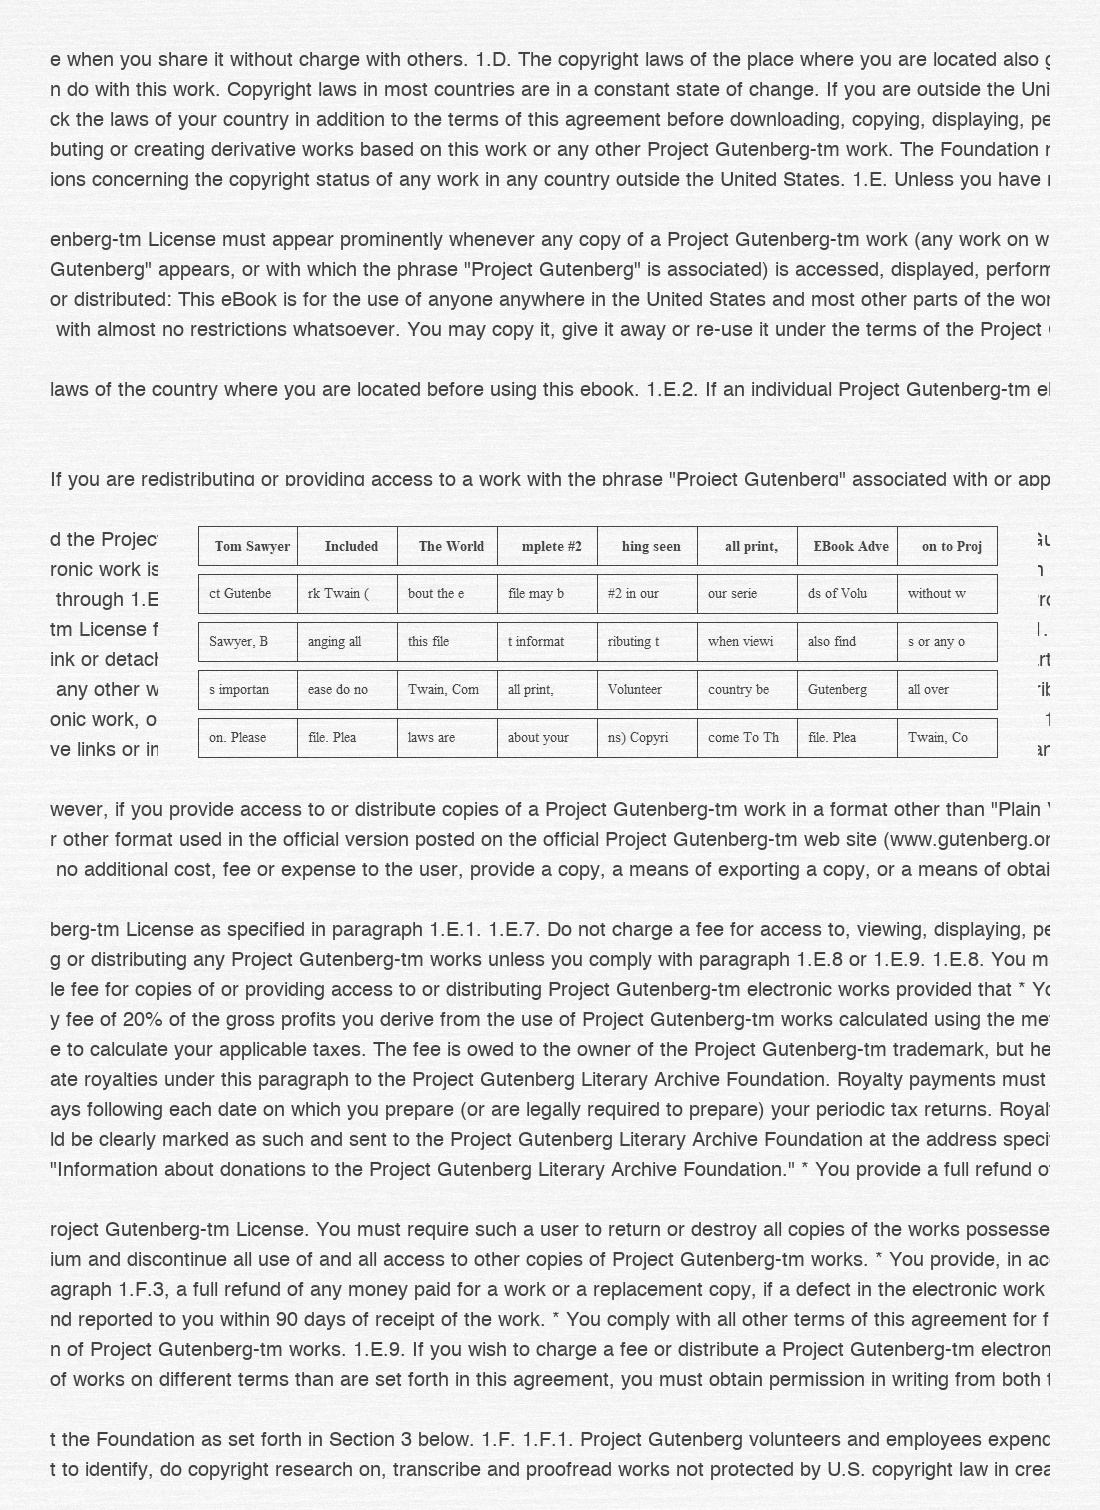 e when you share it without charge with others. 1.D. The copyright laws of the place where you are located also
n do with this work. Copyright laws in most countries are in a constant state of change. If you are outside the Uni
ck the laws of your country in addition to the terms of this agreement before downloading, copying, displaying, pe
buting or creating derivative works based on this work or any other Project Gutenberg-tm work. The Foundation
ions concerning the copyright status of any work in any country outside the United States. 1.E. Unless you have
enberg-tm License must appear prominently whenever any copy of a Project Gutenberg-tm work (any work on w
Gutenberg" appears, or with which the phrase "Project Gutenberg" is associated) is accessed, displayed, perform
or distributed: This eBook is for the use of anyone anywhere in the United States and most other parts of the wor
with almost no restrictions whatsoever. You may copy it, give it away or re-use it under the terms of the Project
laws of the country where you are located before using this ebook. 1.E.2. If an individual Project Gutenberg-tm el
If you are redistributing or providing access to a work with the phrase "Project Gutenberg" associated with or app
d the Project
ronic work is
through 1.E
tm License f
ink or detach
any other w
onic work, o
ve links or in
Tom Sawyer Included The World mplete #2 hing seen all print, EBook Adve on to Proj
ct Gutenbe rk Twain ( bout the e file may b #2 in our our serie ds of Volu without w
Sawyer, B anging all this file t informat ributing t when viewi also find s or any o
s importan ease do no Twain, Com all print, Volunteer country be Gutenberg all over
on. Please file. Plea laws are about your ns) Copyri come To Th file. Plea Twain, Co
wever, if you provide access to or distribute copies of a Project Gutenberg-tm work in a format other than "Plain
r other format used in the official version posted on the official Project Gutenberg-tm web site (www.gutenberg.or
no additional cost, fee or expense to the user, provide a copy, a means of exporting a copy, or a means of obtai
berg-tm License as specified in paragraph 1.E.1. 1.E.7. Do not charge a fee for access to, viewing, displaying, pe
g or distributing any Project Gutenberg-tm works unless you comply with paragraph 1.E.8 or 1.E.9. 1.E.8. You m
le fee for copies of or providing access to or distributing Project Gutenberg-tm electronic works provided that * Yo
y fee of 20% of the gross profits you derive from the use of Project Gutenberg-tm works calculated using the met
e to calculate your applicable taxes. The fee is owed to the owner of the Project Gutenberg-tm trademark, but he
ate royalties under this paragraph to the Project Gutenberg Literary Archive Foundation. Royalty payments must
ays following each date on which you prepare (or are legally required to prepare) your periodic tax returns. Royal
ld be clearly marked as such and sent to the Project Gutenberg Literary Archive Foundation at the address speci
"Information about donations to the Project Gutenberg Literary Archive Foundation." * You provide a full refund of
roject Gutenberg-tm License. You must require such a user to return or destroy all copies of the works possesse
ium and discontinue all use of and all access to other copies of Project Gutenberg-tm works. * You provide, in acc
agraph 1.F.3, a full refund of any money paid for a work or a replacement copy, if a defect in the electronic work
nd reported to you within 90 days of receipt of the work. * You comply with all other terms of this agreement for f
n of Project Gutenberg-tm works. 1.E.9. If you wish to charge a fee or distribute a Project Gutenberg-tm electron
of works on different terms than are set forth in this agreement, you must obtain permission in writing from both t
t the Foundation as set forth in Section 3 below. 1.F. 1.F.1. Project Gutenberg volunteers and employees expend
t to identify, do copyright research on, transcribe and proofread works not protected by U.S. copyright law in crea